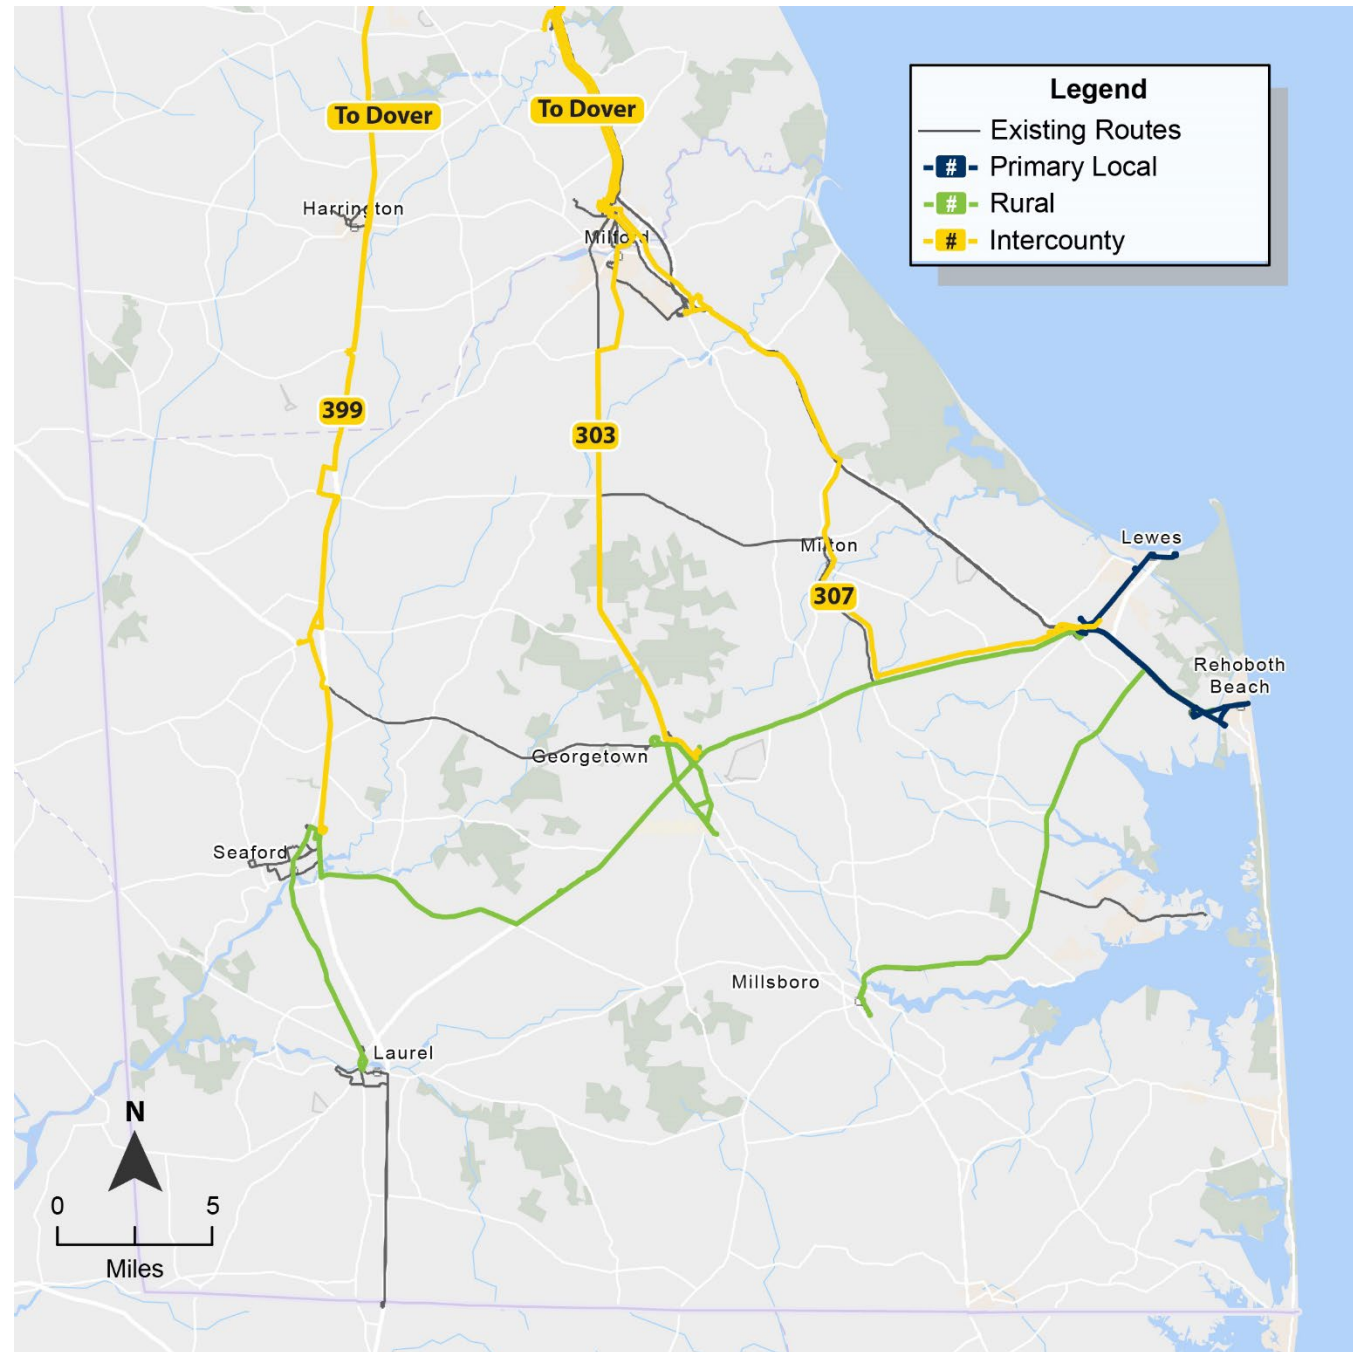 To Dover
To Dover
Legend
Existing Routes
# Primary Local
# Rural
# Intercounty
Harrington
Milford
399
303
Lewes
Milton
307
Rehoboth
Beach
Georgetown
Seaford
Millsboro
Laurel
N
0 5
Miles